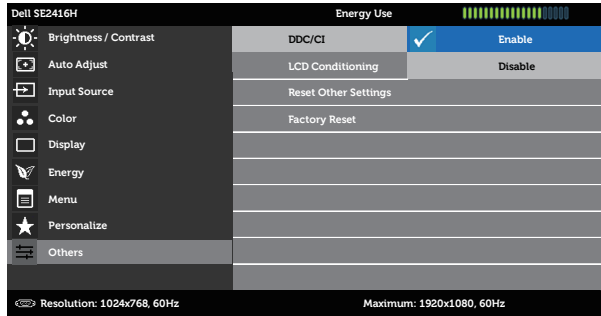 Dell SE2416H Energy Use
Brightness / Contrast DDC/CI Enable
Auto Adjust LCD Conditioning Disable
Input Source Reset Other Settings
Color Factory Reset
Display
Energy
Menu
Personalize
Others
Resolution: 1024x768, 60Hz Maximum: 1920x1080, 60Hz